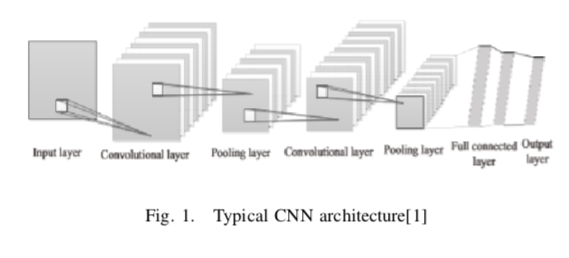 Input layer
Convolutional layer
Pooling layer
Convolutional layer
Pooling layer
Full connected
layer
Output
layer
Fig. 1. Typical CNN architecture[1]